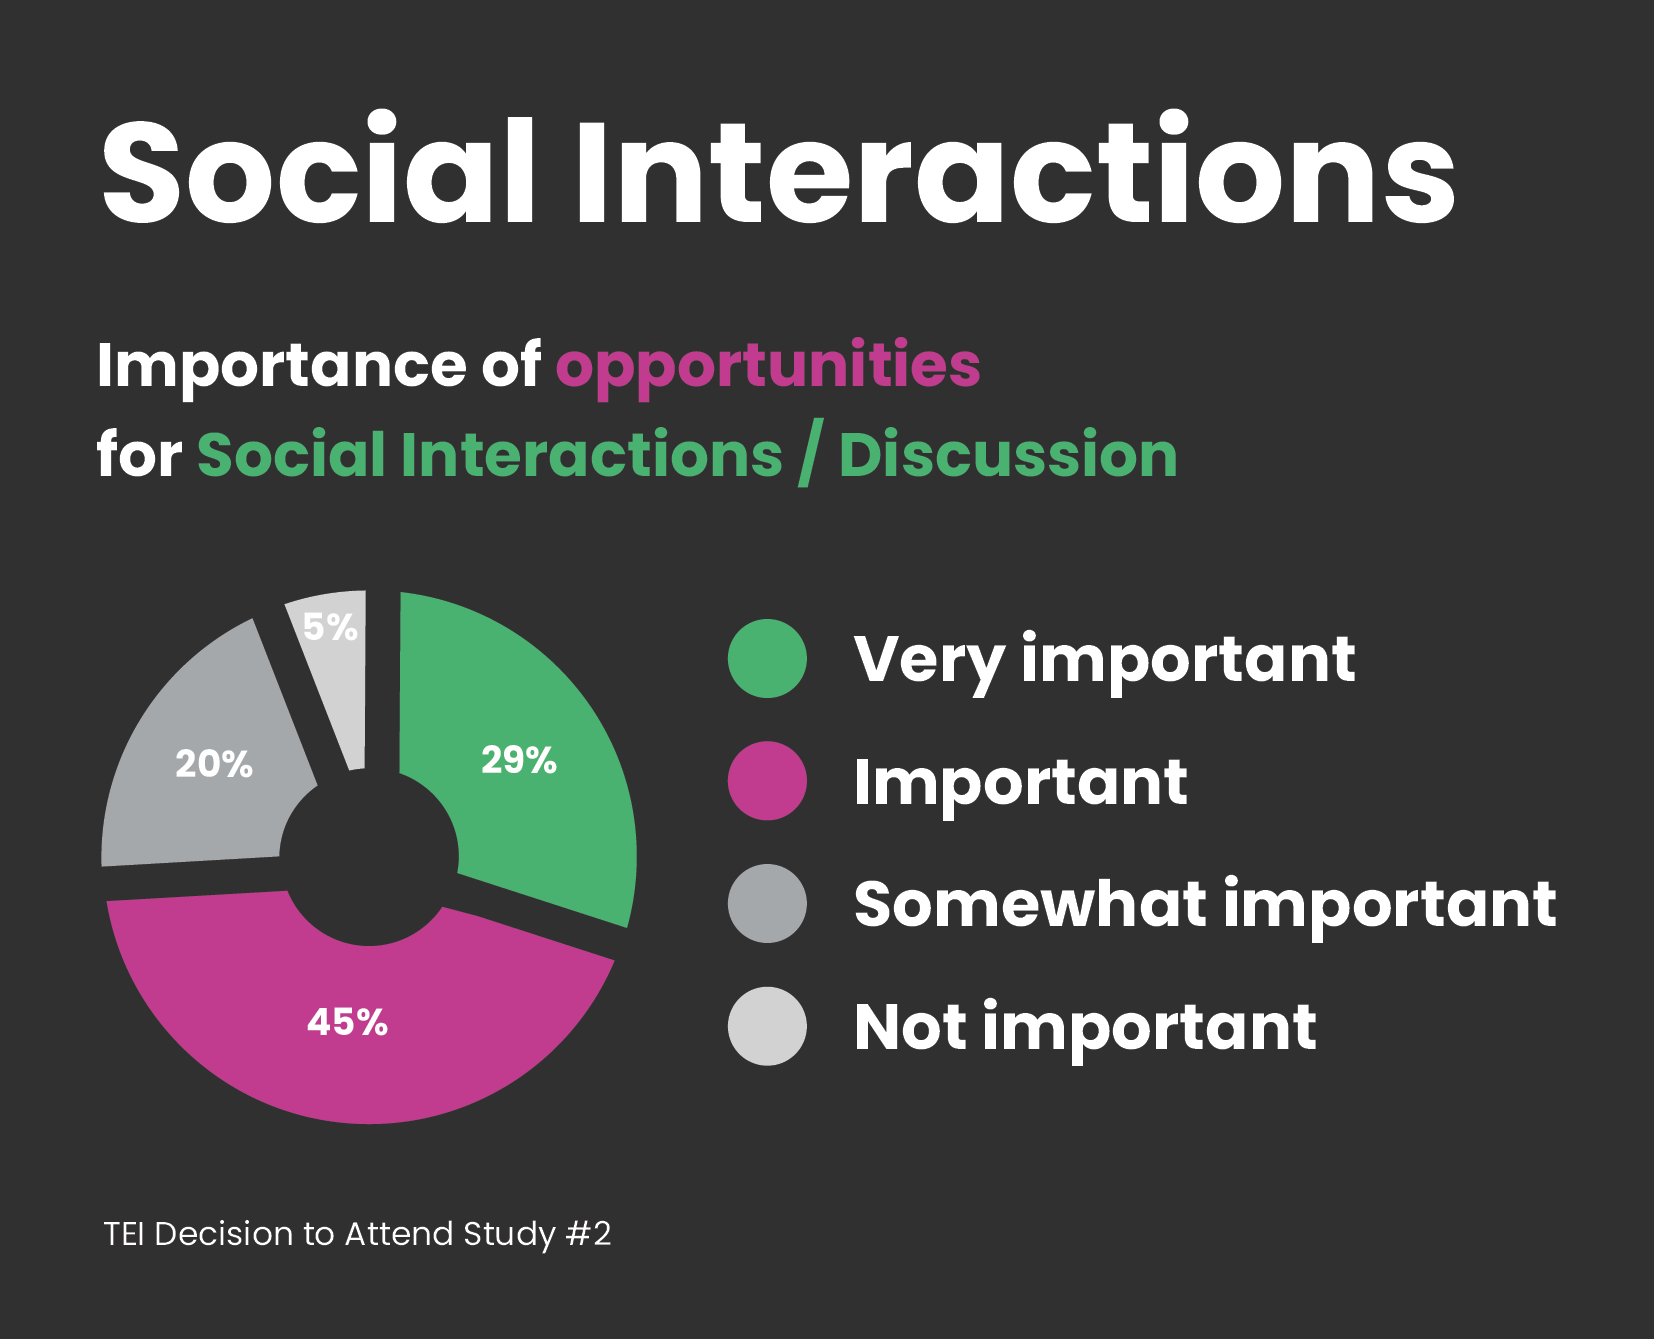 Social Interactions
Importance of opportunities
for Social Interactions / Discussion
5%
29%
20%
45%
Very important
Important
Somewhat important
Not important
TEI Decision to Attend Study #2